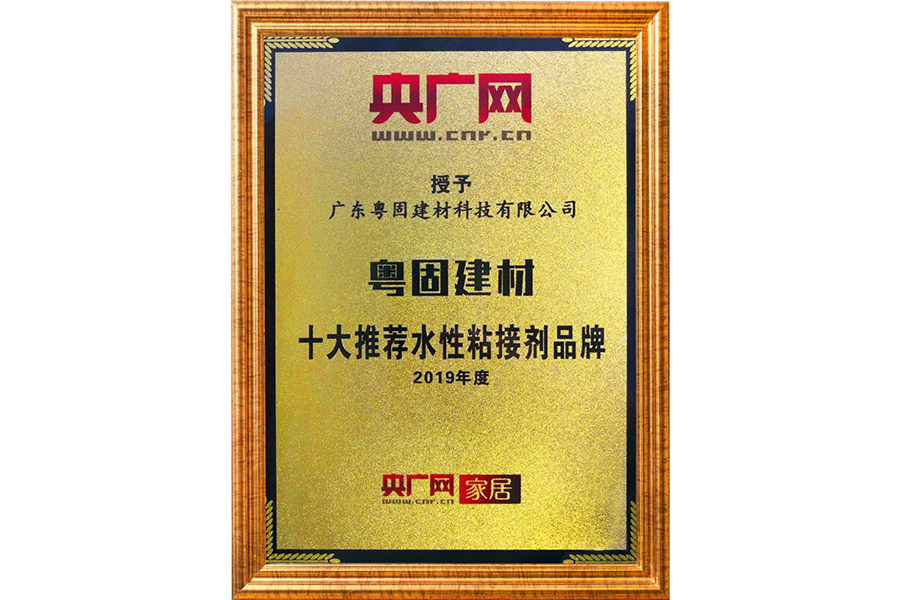 央广网
www.cnr.cn
授予
广东粤固建材科技有限公司
粤固建材
十大推荐水性粘接剂品牌
2019年度
央广网 家居
www.cnr.cn